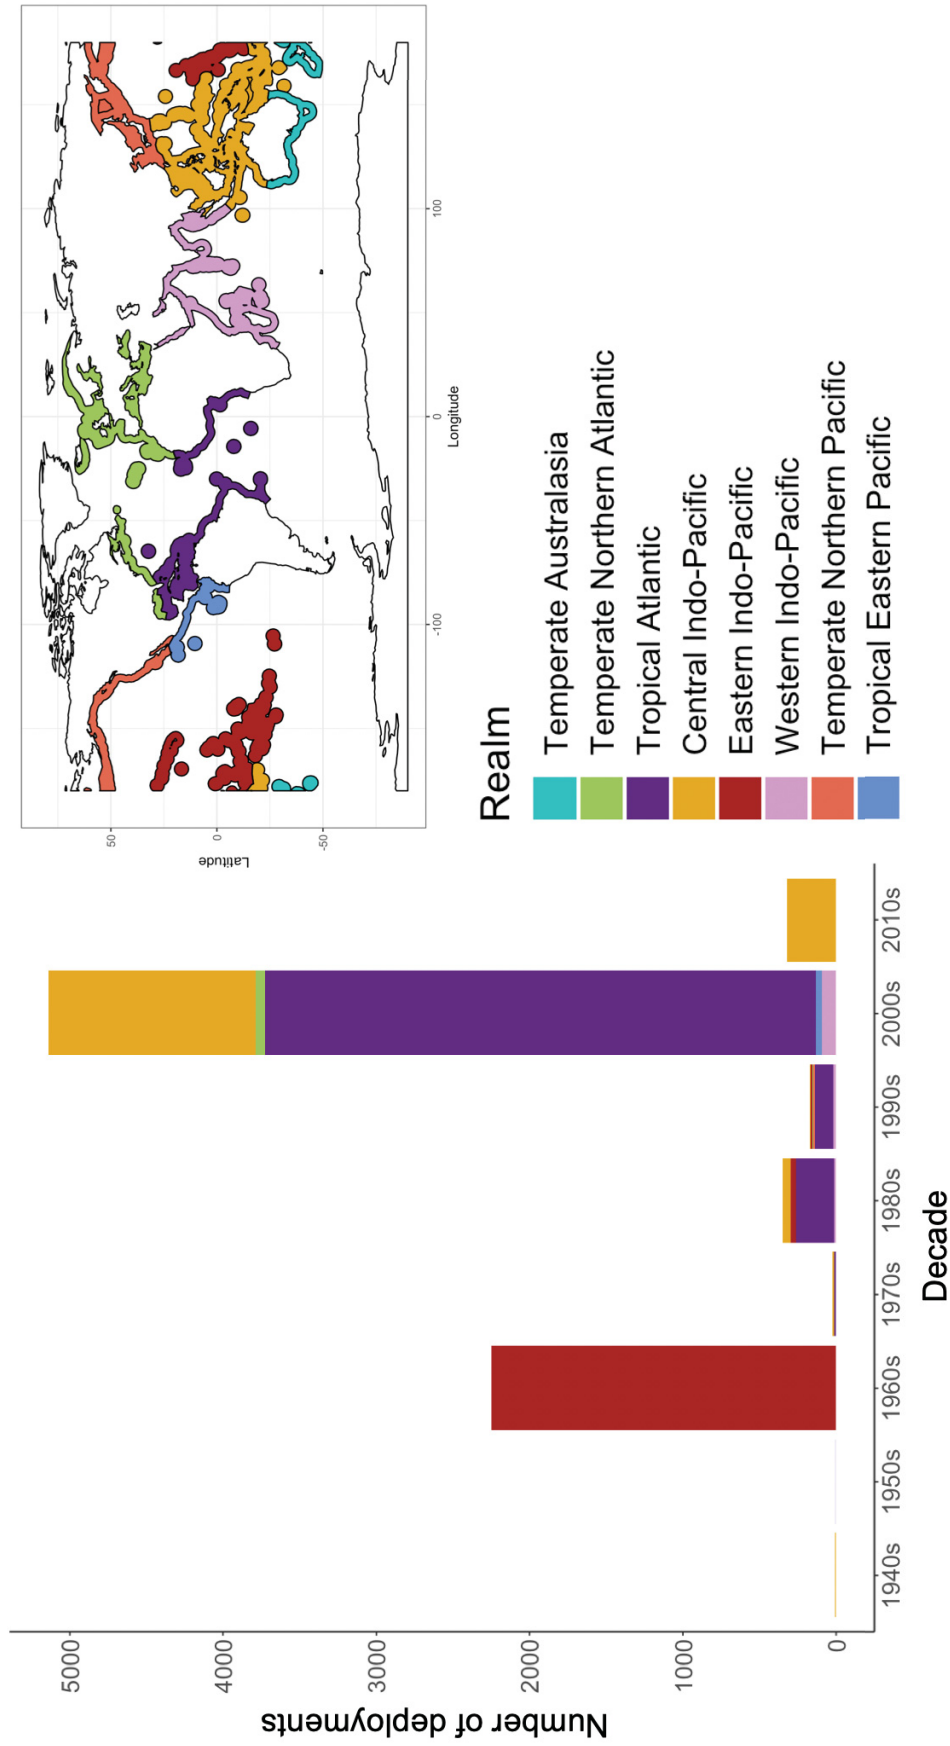 Number of deployments
5000
4000
3000
2000
1000
0
1940s
1950s
1960s
1970s
1980s
1990s
2000s
2010s
Decade
Latitude
50
0
-50
-100
0
100
Longitude
Realm
Temperate Australasia
Temperate Northern Atlantic
Tropical Atlantic
Central Indo-Pacific
Eastern Indo-Pacific
Western Indo-Pacific
Temperate Northern Pacific
Tropical Eastern Pacific